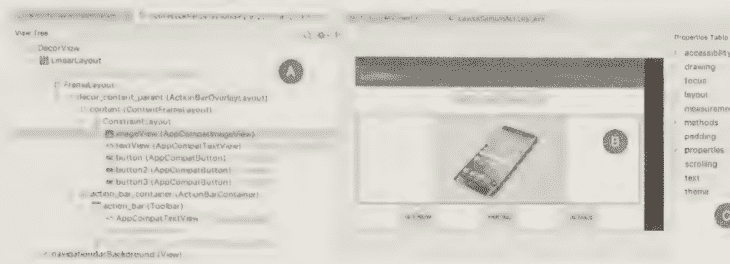 View Tree
DecorView
LinearLayout
A
FrameLayout
decor_content_parent (ActionBarOverlayLayout)
content (ContentFrameLayout)
ConstraintLayout
imageView (AppCompatImageView)
textView (AppCompatTextView)
button (AppCompatButton)
button2 (AppCompatButton)
button3 (AppCompatButton)
action_bar_container (ActionBarContainer)
action_bar (Toolbar)
AppCompatTextView
navigationBarBackground (View)
B
Properties Table
accessibility
drawing
focus
layout
measuremen
methods
padding
properties
scrolling
text
theme
C